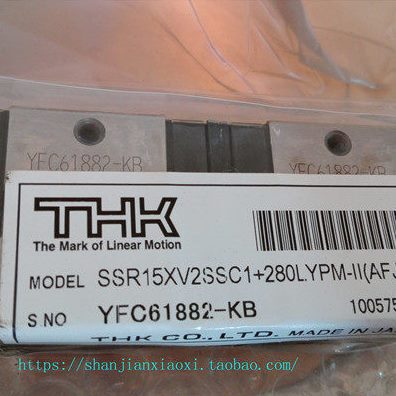 YFC61882-KB YFC61882-KB
THK
The Mark of Linear Motion
MODEL SSR15XV2SSC1+280LYPM-II(AFJ
S.NO YFC61882-KB 100575
THK CO., LTD. MADE IN JA
https://shanjianxiaoxi.taobao.com/